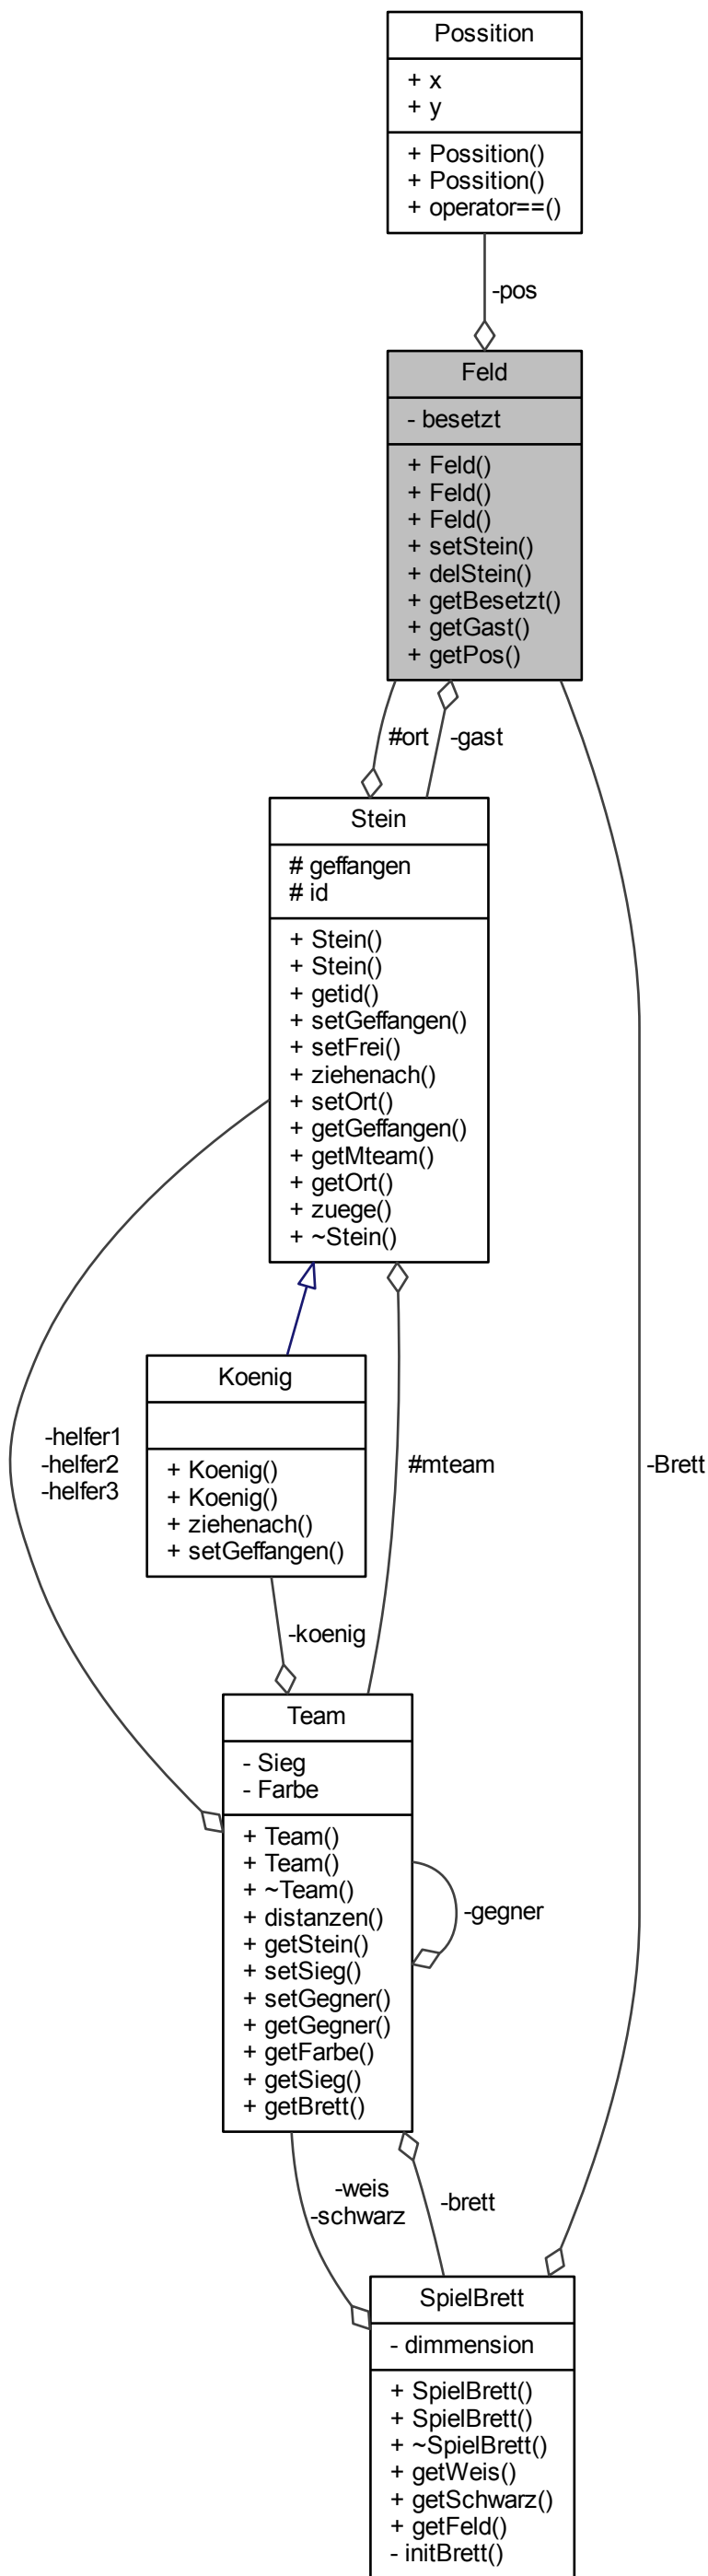 Possition
+ x
+ y
+ Possition()
+ Possition()
+ operator==()
-pos
Feld
- besetzt
+ Feld()
+ Feld()
+ Feld()
+ setStein()
+ delStein()
+ getBesetzt()
+ getGast()
+ getPos()
#ort
-gast
Stein
# geffangen
# id
+ Stein()
+ Stein()
+ getid()
+ setGeffangen()
+ setFrei()
+ ziehenach()
+ setOrt()
+ getGeffangen()
+ getMteam()
+ getOrt()
+ zuege()
+ ~Stein()
Koenig
+ Koenig()
+ Koenig()
+ ziehenach()
+ setGeffangen()
-helfer1
-helfer2
-helfer3
#mteam
-Brett
-koenig
Team
- Sieg
- Farbe
+ Team()
+ Team()
+ ~Team()
+ distanzen()
+ getStein()
+ setSieg()
+ setGegner()
+ getGegner()
+ getFarbe()
+ getSieg()
+ getBrett()
-gegner
-weis
-schwarz
-brett
SpielBrett
- dimmension
+ SpielBrett()
+ SpielBrett()
+ ~SpielBrett()
+ getWeis()
+ getSchwarz()
+ getFeld()
- initBrett()